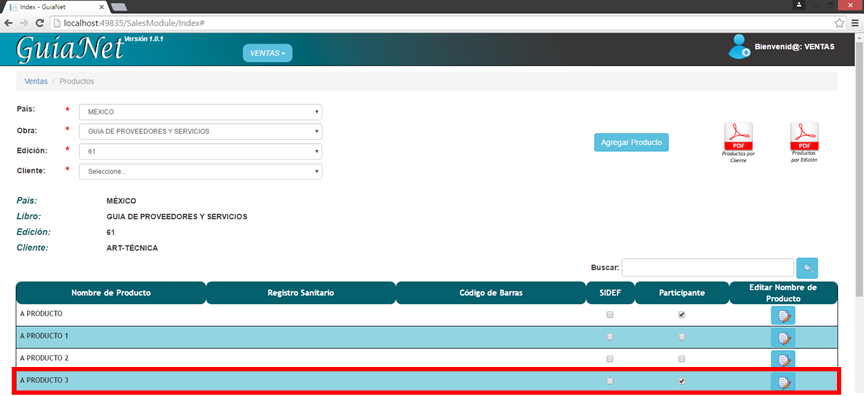 Index - GuiaNet
localhost:49835/SalesModule/Index#
GuíaNet Versión 1.0.1
VENTAS
Bienvenid@: VENTAS
Ventas / Productos
País: * MÉXICO
Obra: * GUIA DE PROVEEDORES Y SERVICIOS
Edición: * 61
Cliente: * Seleccione...
Agregar Producto
PDF
Productos por
Cliente
PDF
Productos
por Edición
País: MÉXICO
Libro: GUIA DE PROVEEDORES Y SERVICIOS
Edición: 61
Cliente: ART-TÉCNICA
Buscar:
Nombre de Producto Registro Sanitario Código de Barras SIDEF Participante Editar Nombre de
Producto
A PRODUCTO
A PRODUCTO 1
A PRODUCTO 2
A PRODUCTO 3